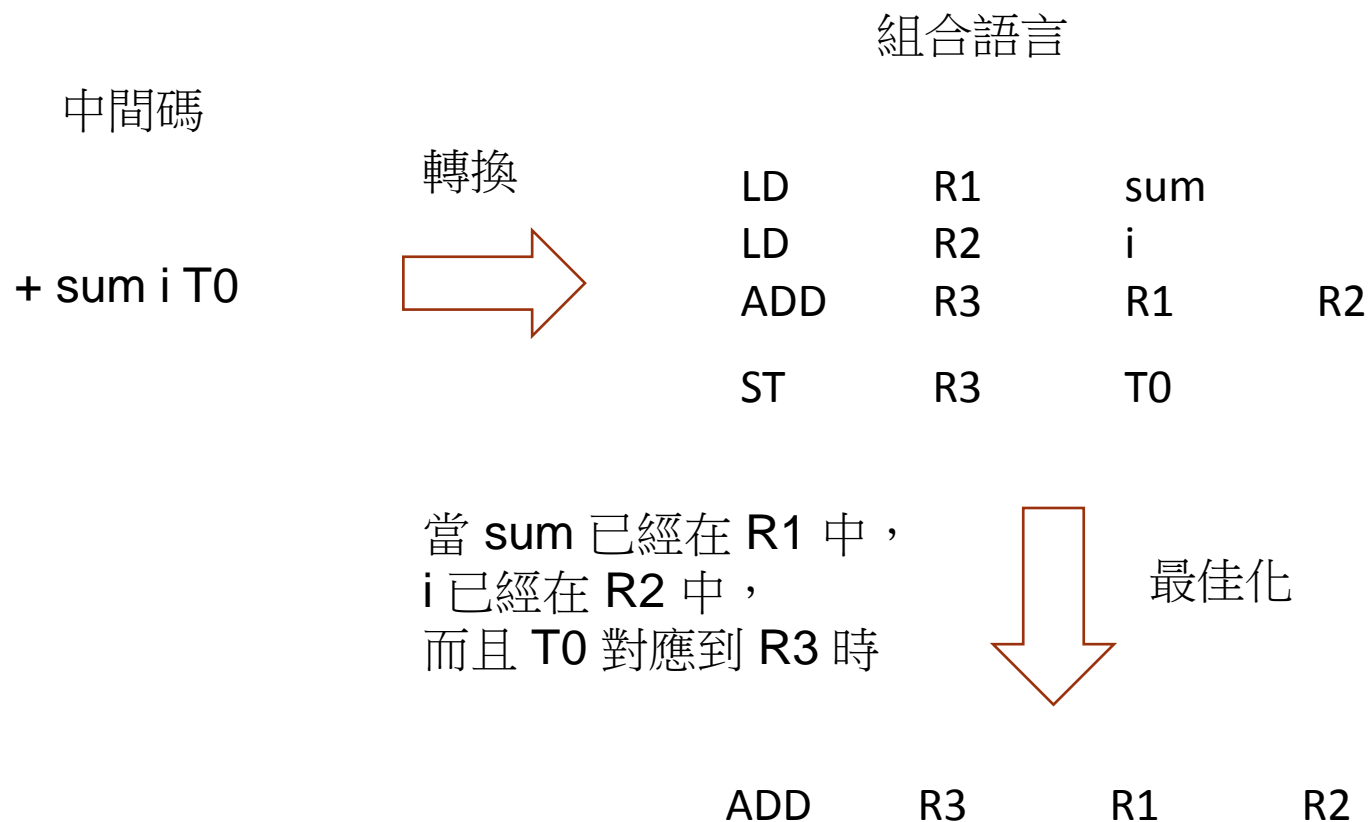 組合語言
中間碼
轉換
+ sum i T0
LD R1 sum
LD R2 i
ADD R3 R1 R2
ST R3 T0
當 sum 已經在 R1 中，
i 已經在 R2 中，
而且 T0 對應到 R3 時
最佳化
ADD R3 R1 R2